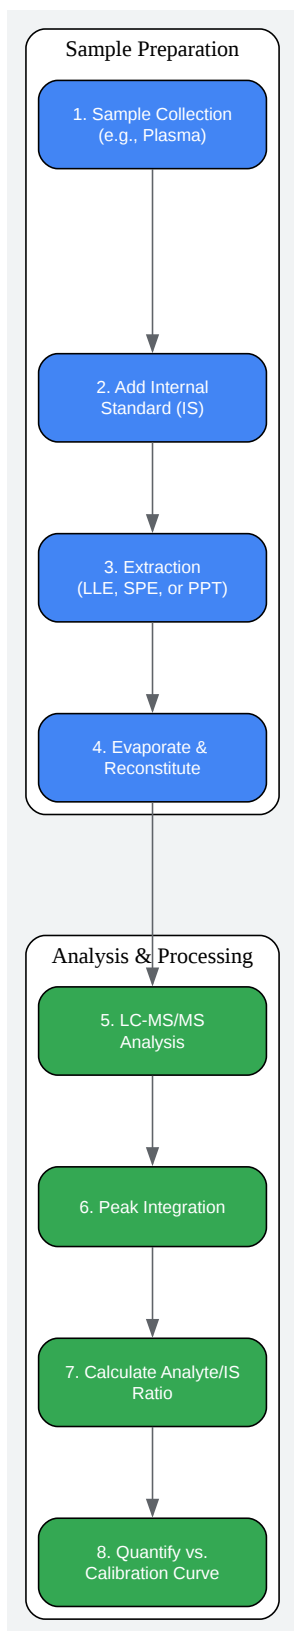 Sample Preparation
1. Sample Collection
(e.g., Plasma)
2. Add Internal
Standard (IS)
3. Extraction
(LLE, SPE, or PPT)
4. Evaporate &
Reconstitute
Analysis & Processing
5. LC-MS/MS
Analysis
6. Peak Integration
7. Calculate Analyte/IS
Ratio
8. Quantify vs.
Calibration Curve